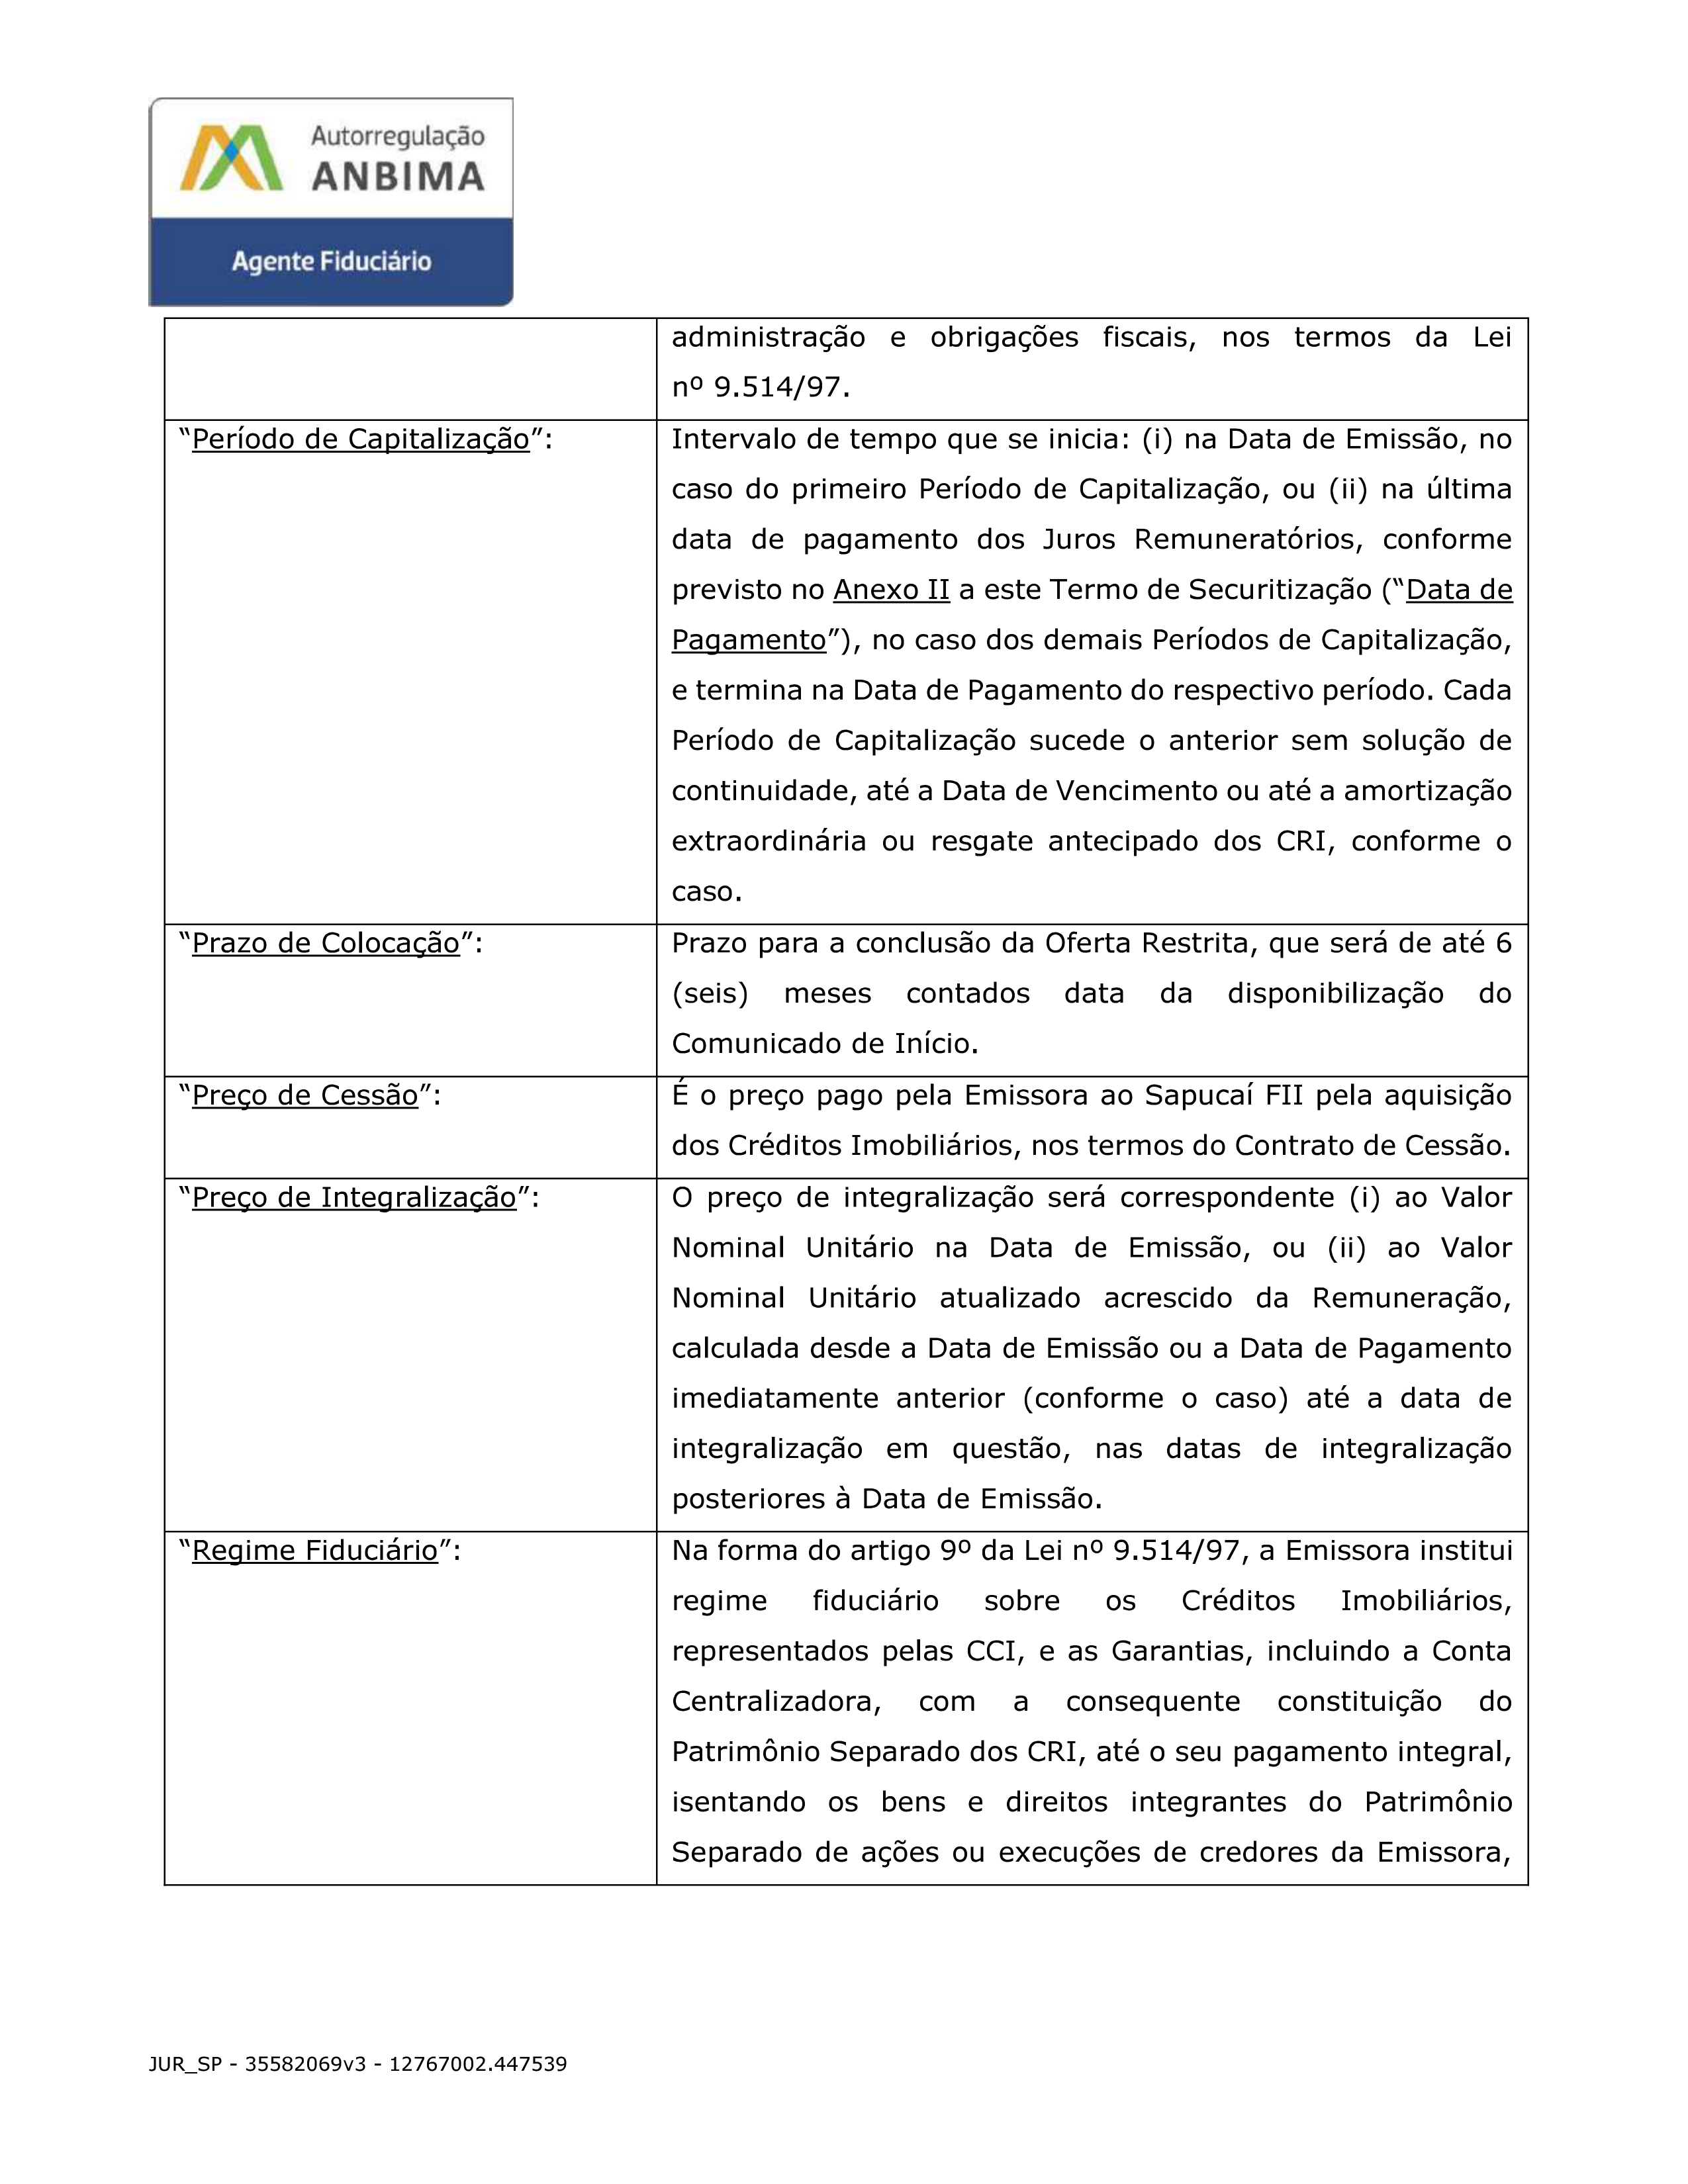 Autorregulação
ANBIMA
Agente Fiduciário
administração e obrigações fiscais, nos termos da Lei
nº 9.514/97.
“Período de Capitalização”:
Intervalo de tempo que se inicia: (i) na Data de Emissão, no
caso do primeiro Período de Capitalização, ou (ii) na última
data de pagamento dos Juros Remuneratórios, conforme
previsto no Anexo II a este Termo de Securitização (“Data de
Pagamento”), no caso dos demais Períodos de Capitalização,
e termina na Data de Pagamento do respectivo período. Cada
Período de Capitalização sucede o anterior sem solução de
continuidade, até a Data de Vencimento ou até a amortização
extraordinária ou resgate antecipado dos CRI, conforme o
caso.
“Prazo de Colocação”:
Prazo para a conclusão da Oferta Restrita, que será de até 6
(seis) meses contados data da disponibilização do
Comunicado de Início.
“Preço de Cessão”:
É o preço pago pela Emissora ao Sapucaí FII pela aquisição
dos Créditos Imobiliários, nos termos do Contrato de Cessão.
“Preço de Integralização”:
O preço de integralização será correspondente (i) ao Valor
Nominal Unitário na Data de Emissão, ou (ii) ao Valor
Nominal Unitário atualizado acrescido da Remuneração,
calculada desde a Data de Emissão ou a Data de Pagamento
imediatamente anterior (conforme o caso) até a data de
integralização em questão, nas datas de integralização
posteriores à Data de Emissão.
“Regime Fiduciário”:
Na forma do artigo 9º da Lei nº 9.514/97, a Emissora institui
regime fiduciário sobre os Créditos Imobiliários,
representados pelas CCI, e as Garantias, incluindo a Conta
Centralizadora, com a consequente constituição do
Patrimônio Separado dos CRI, até o seu pagamento integral,
isentando os bens e direitos integrantes do Patrimônio
Separado de ações ou execuções de credores da Emissora,
JUR_SP - 35582069v3 - 12767002.447539